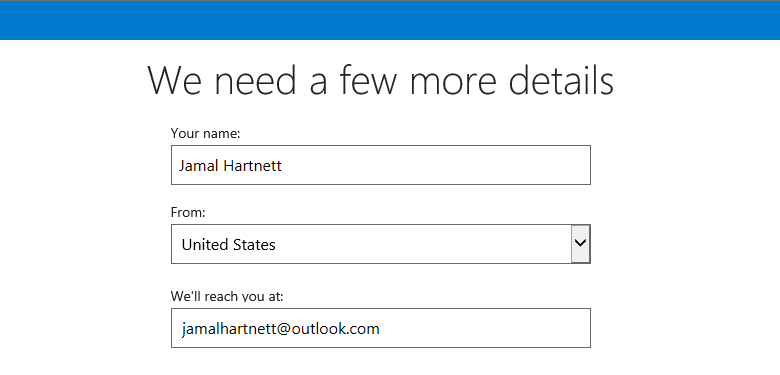 We need a few more details
Your name:
Jamal Hartnett
From:
United States
We'll reach you at:
jamalhartnett@outlook.com